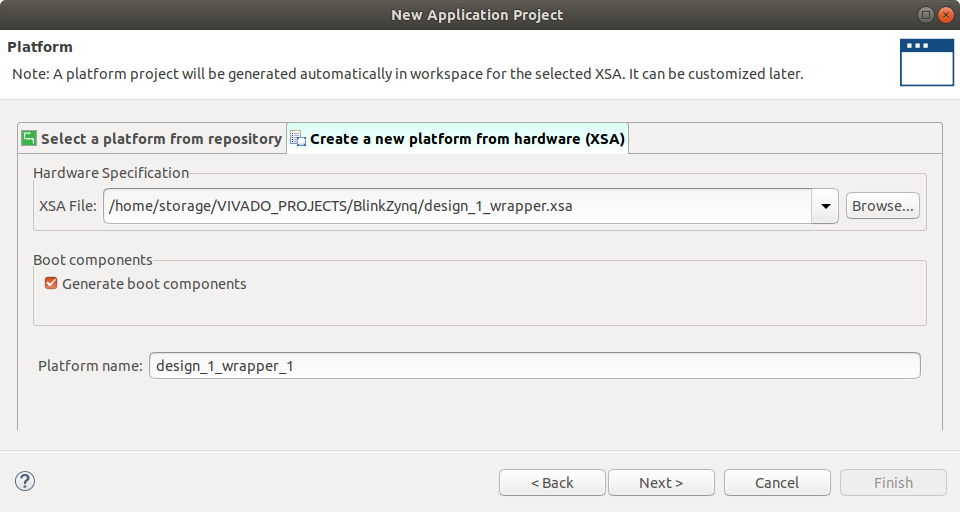 New Application Project
Platform
Note: A platform project will be generated automatically in workspace for the selected XSA. It can be customized later.
Select a platform from repository
Create a new platform from hardware (XSA)
Hardware Specification
XSA File: /home/storage/VIVADO_PROJECTS/BlinkZynq/design_1_wrapper.xsa Browse...
Boot components
Generate boot components
Platform name: design_1_wrapper_1
? < Back Next > Cancel Finish